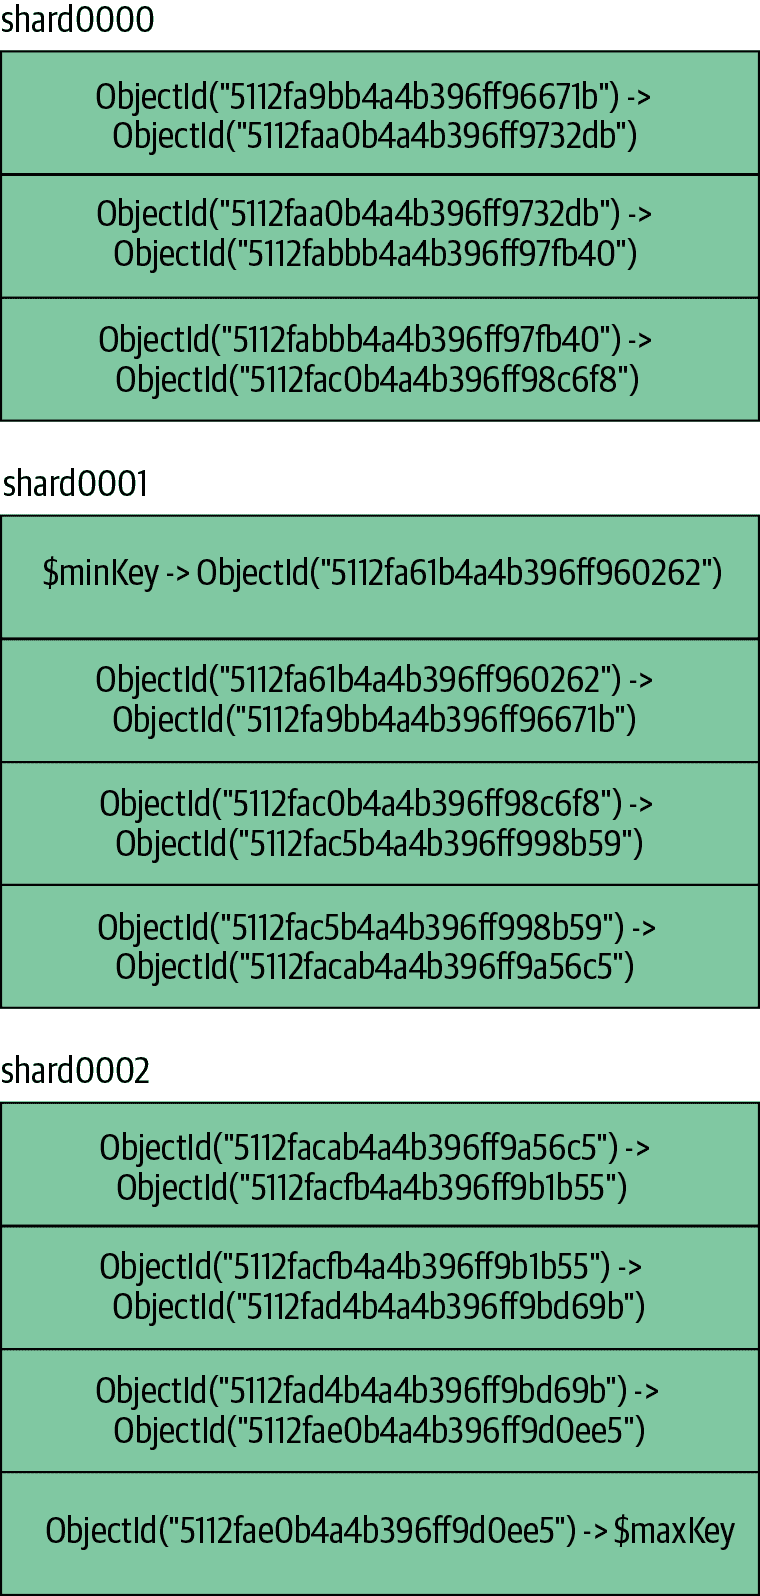 shard0000
ObjectId("5112fa9bb4a4b396ff96671b") ->
ObjectId("5112faa0b4a4b396ff9732db")
ObjectId("5112faa0b4a4b396ff9732db") ->
ObjectId("5112fabbb4a4b396ff97fb40")
ObjectId("5112fabbb4a4b396ff97fb40") ->
ObjectId("5112fac0b4a4b396ff98c6f8")
shard0001
$minKey -> ObjectId("5112fa61b4a4b396ff960262")
ObjectId("5112fa61b4a4b396ff960262") ->
ObjectId("5112fa9bb4a4b396ff96671b")
ObjectId("5112fac0b4a4b396ff98c6f8") ->
ObjectId("5112fac5b4a4b396ff998b59")
ObjectId("5112fac5b4a4b396ff998b59") ->
ObjectId("5112facab4a4b396ff9a56c5")
shard0002
ObjectId("5112facab4a4b396ff9a56c5") ->
ObjectId("5112facfb4a4b396ff9b1b55")
ObjectId("5112facfb4a4b396ff9b1b55") ->
ObjectId("5112fad4b4a4b396ff9bd69b")
ObjectId("5112fad4b4a4b396ff9bd69b") ->
ObjectId("5112fae0b4a4b396ff9d0ee5")
ObjectId("5112fae0b4a4b396ff9d0ee5") -> $maxKey